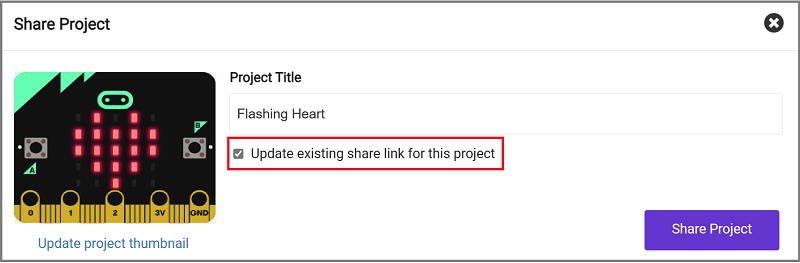 Share Project
Project Title
Flashing Heart
Update existing share link for this project
B
A
0 1 2 3V GND
Update project thumbnail
Share Project